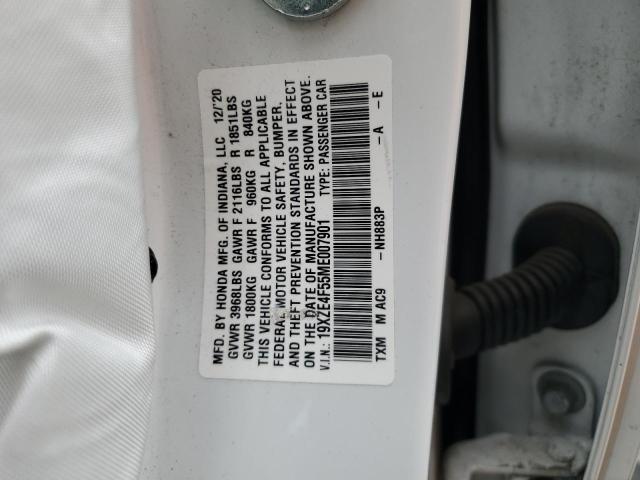 MFD. BY HONDA MFG. OF INDIANA, LLC 12/'20
GVWR 3968LBS GAWR F 2116LBS R 1851LBS
GVWR 1800KG GAWR F 960KG R 840KG
THIS VEHICLE CONFORMS TO ALL APPLICABLE
FEDERAL MOTOR VEHICLE SAFETY, BUMPER,
AND THEFT PREVENTION STANDARDS IN EFFECT
ON THE DATE OF MANUFACTURE SHOWN ABOVE.
V.I.N.: 19XZE4F55ME007901 TYPE: PASSENGER CAR
TXM M AC9 -NH883P -A -E